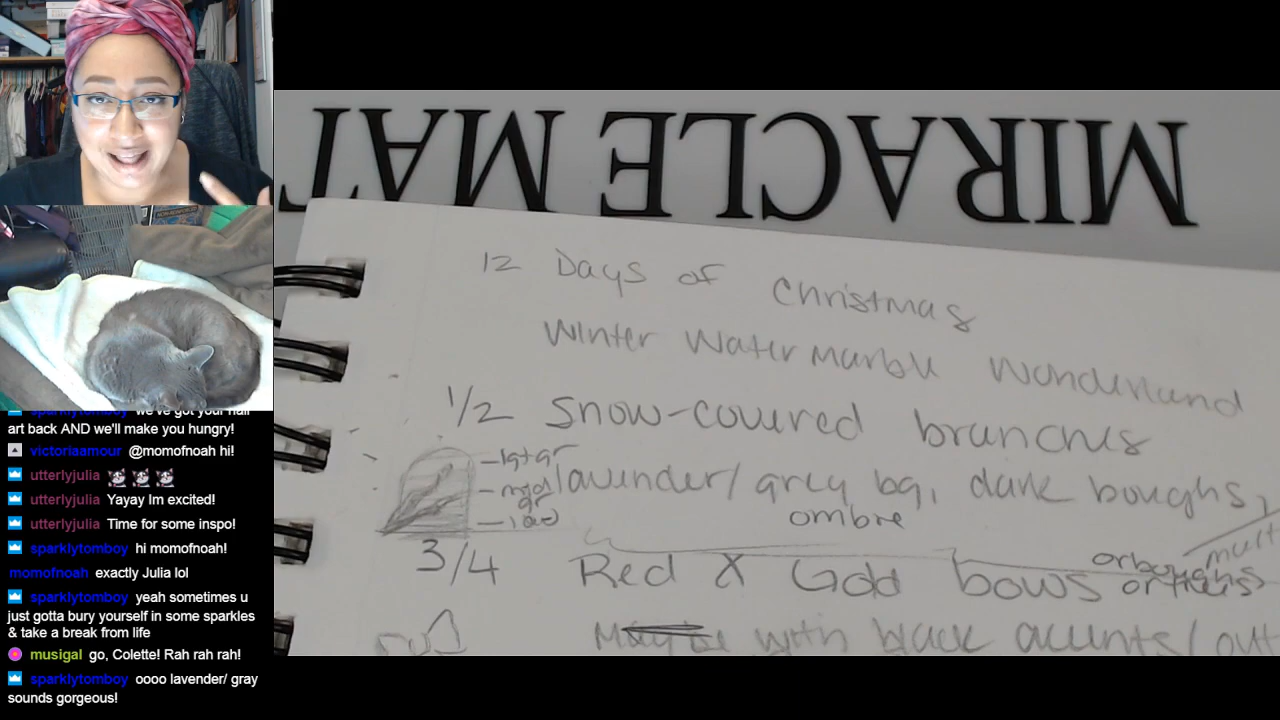 we've got your nail
art back AND we'll make you hungry!
victoriaamour @momofnoah hi!
utterlyjulia
utterlyjulia Yayay Im excited!
utterlyjulia Time for some inspo!
sparklytomboy hi momofnoah!
momofnoah exactly Julia lol
sparklytomboy yeah sometimes u
just gotta bury yourself in some sparkles
& take a break from life
musigal go, Colette! Rah rah rah!
sparklytomboy oooo lavender/ gray
sounds gorgeous!
MIRACLE MAT
12 Days of Christmas
Winter Watermarble Wonderland
1/2 Snow-covered branches
lavender/ grey bg, dark boughs,
ombre
3/4 Red & Gold bows
with black accents/